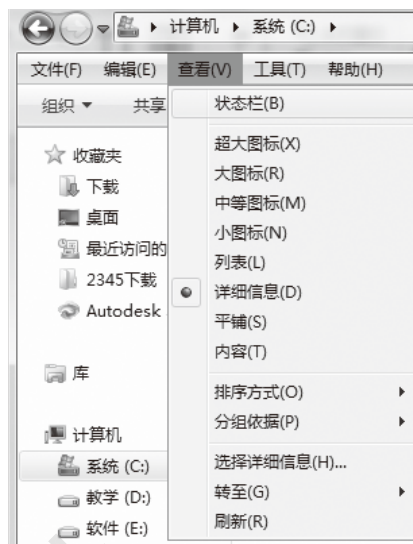 计算机 系统 (C:)
文件(F) 编辑(E) 查看(V) 工具(T) 帮助(H)
组织 共享
收藏夹
下载
桌面
最近访问的
2345下载
Autodesk
库
计算机
系统 (C:)
教学 (D:)
软件 (E:)
状态栏(B)
超大图标(X)
大图标(R)
中等图标(M)
小图标(N)
列表(L)
详细信息(D)
平铺(S)
内容(T)
排序方式(O)
分组依据(P)
选择详细信息(H)...
转至(G)
刷新(R)